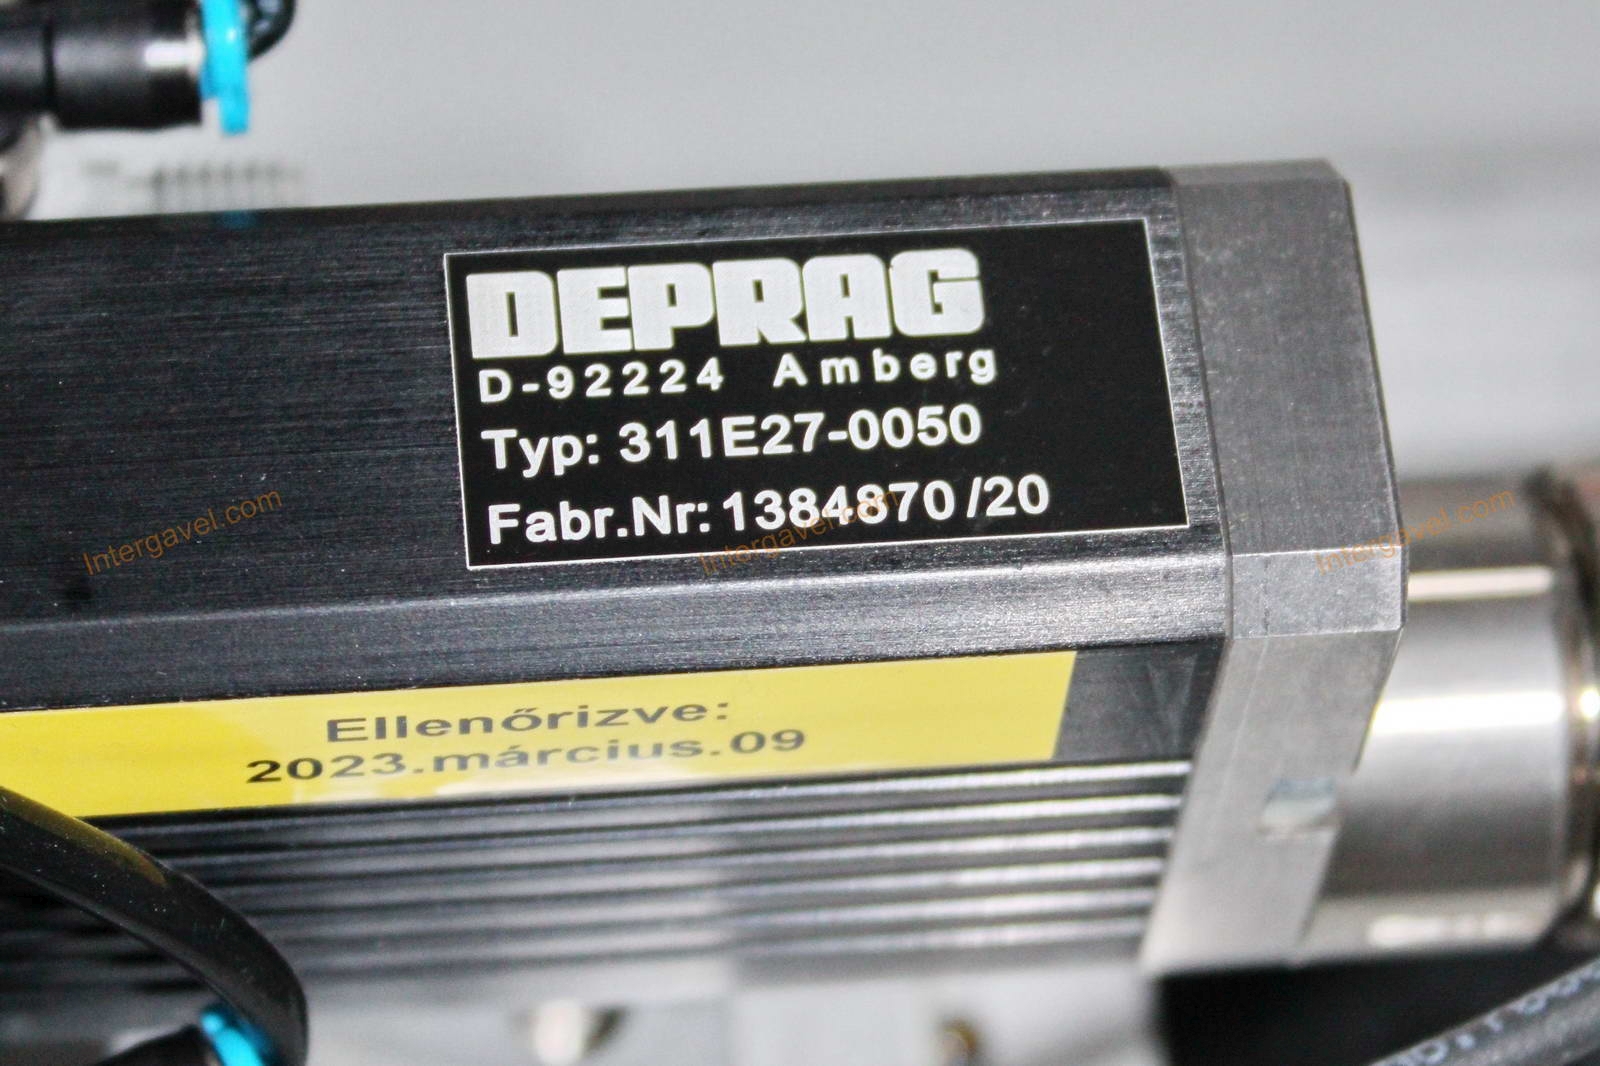 DEPRAG
D-92224 Amberg
Typ: 311E27-0050
Fabr.Nr: 1384870/20
Intergavel.com
Intergavel.com
Intergavel.com
Ellenőrizve:
2023.március.09